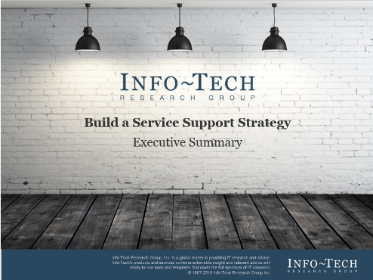 INFO~TECH
RESEARCH GROUP
Build a Service Support Strategy
Executive Summary
Info-Tech Research Group, Inc. is a global leader in providing IT research and advice.
Info-Tech's products and services combine actionable insight and relevant advice with
ready-to-use tools and templates that cover the full spectrum of IT concerns.
Info-Tech Research Group Inc.
INFO~TECH
RESEARCH GROUP